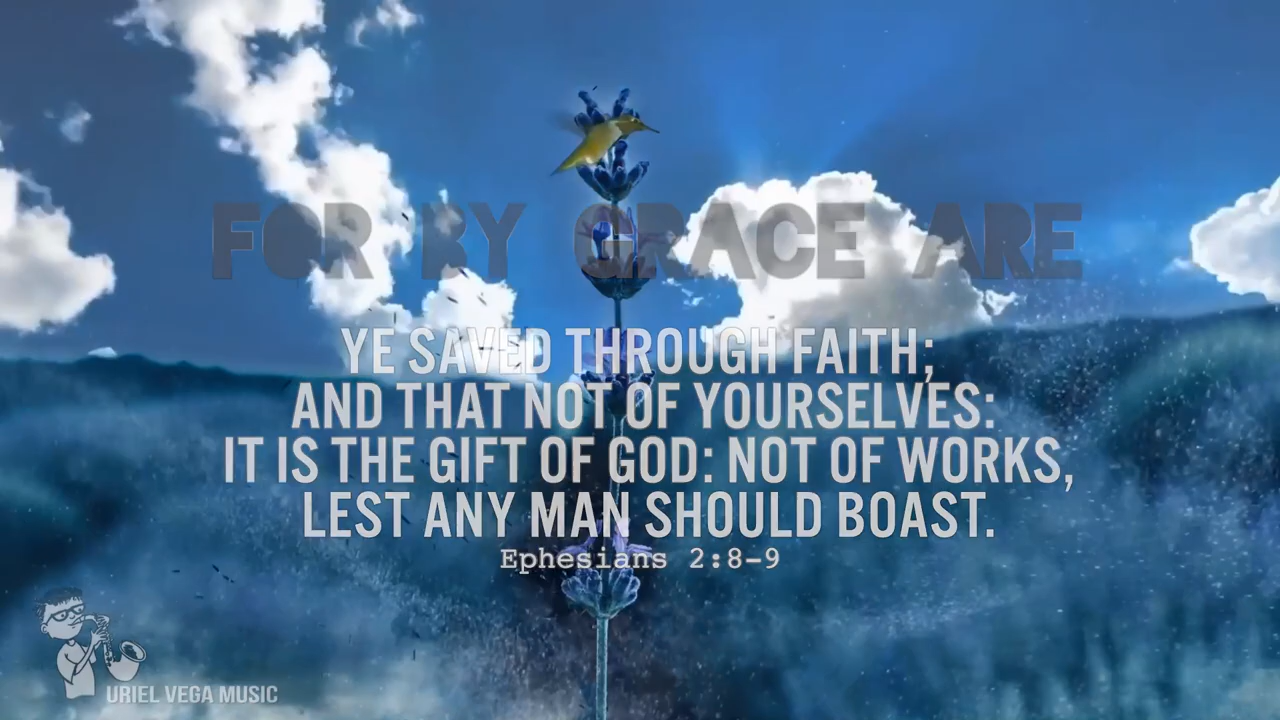 FOR BY GRACE ARE
YE SAVED THROUGH FAITH;
AND THAT NOT OF YOURSELVES:
IT IS THE GIFT OF GOD: NOT OF WORKS,
LEST ANY MAN SHOULD BOAST.
Ephesians 2:8-9
URIEL VEGA MUSIC